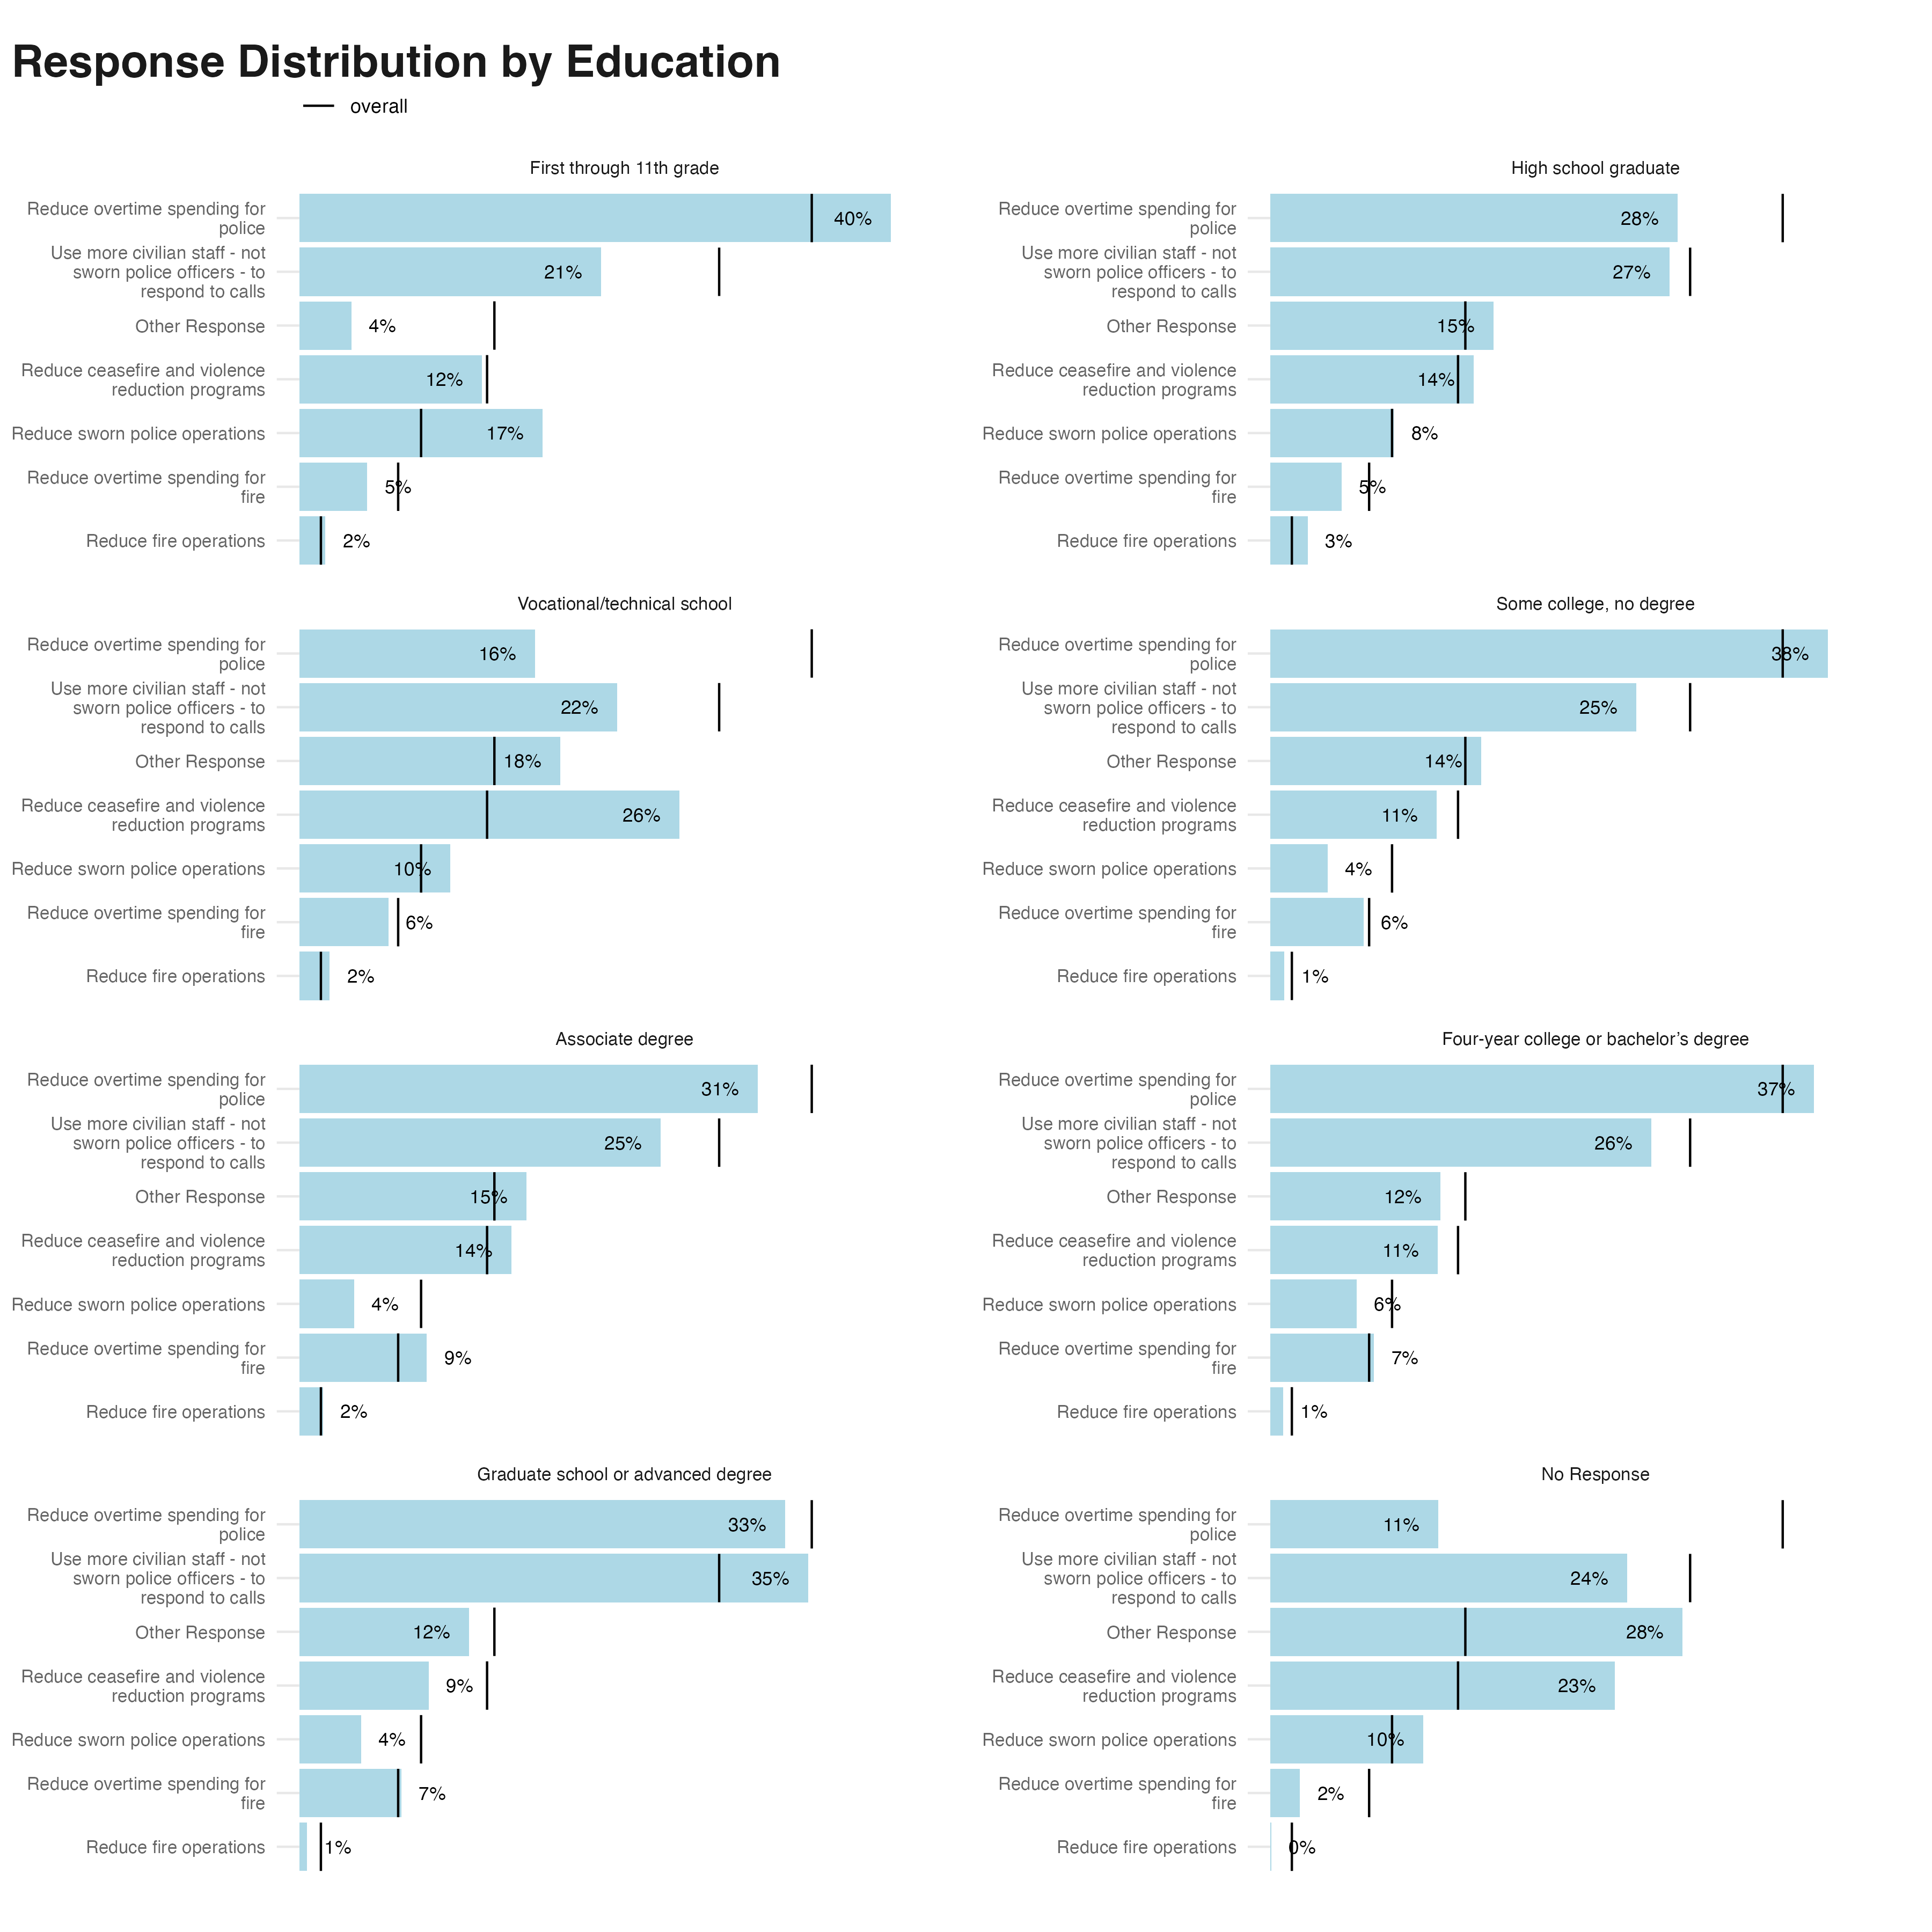 Response Distribution by Education
overall
First through 11th grade
Reduce overtime spending for
police
40%
Use more civilian staff - not
sworn police officers - to
respond to calls
21%
Other Response
4%
Reduce ceasefire and violence
reduction programs
12%
Reduce sworn police operations
17%
Reduce overtime spending for
fire
5%
Reduce fire operations
2%
High school graduate
Reduce overtime spending for
police
28%
Use more civilian staff - not
sworn police officers - to
respond to calls
27%
Other Response
15%
Reduce ceasefire and violence
reduction programs
14%
Reduce sworn police operations
8%
Reduce overtime spending for
fire
5%
Reduce fire operations
3%
Vocational/technical school
Reduce overtime spending for
police
16%
Use more civilian staff - not
sworn police officers - to
respond to calls
22%
Other Response
18%
Reduce ceasefire and violence
reduction programs
26%
Reduce sworn police operations
10%
Reduce overtime spending for
fire
6%
Reduce fire operations
2%
Some college, no degree
Reduce overtime spending for
police
38%
Use more civilian staff - not
sworn police officers - to
respond to calls
25%
Other Response
14%
Reduce ceasefire and violence
reduction programs
11%
Reduce sworn police operations
4%
Reduce overtime spending for
fire
6%
Reduce fire operations
1%
Associate degree
Reduce overtime spending for
police
31%
Use more civilian staff - not
sworn police officers - to
respond to calls
25%
Other Response
15%
Reduce ceasefire and violence
reduction programs
14%
Reduce sworn police operations
4%
Reduce overtime spending for
fire
9%
Reduce fire operations
2%
Four-year college or bachelor’s degree
Reduce overtime spending for
police
37%
Use more civilian staff - not
sworn police officers - to
respond to calls
26%
Other Response
12%
Reduce ceasefire and violence
reduction programs
11%
Reduce sworn police operations
6%
Reduce overtime spending for
fire
7%
Reduce fire operations
1%
Graduate school or advanced degree
Reduce overtime spending for
police
33%
Use more civilian staff - not
sworn police officers - to
respond to calls
35%
Other Response
12%
Reduce ceasefire and violence
reduction programs
9%
Reduce sworn police operations
4%
Reduce overtime spending for
fire
7%
Reduce fire operations
1%
No Response
Reduce overtime spending for
police
11%
Use more civilian staff - not
sworn police officers - to
respond to calls
24%
Other Response
28%
Reduce ceasefire and violence
reduction programs
23%
Reduce sworn police operations
10%
Reduce overtime spending for
fire
2%
Reduce fire operations
0%